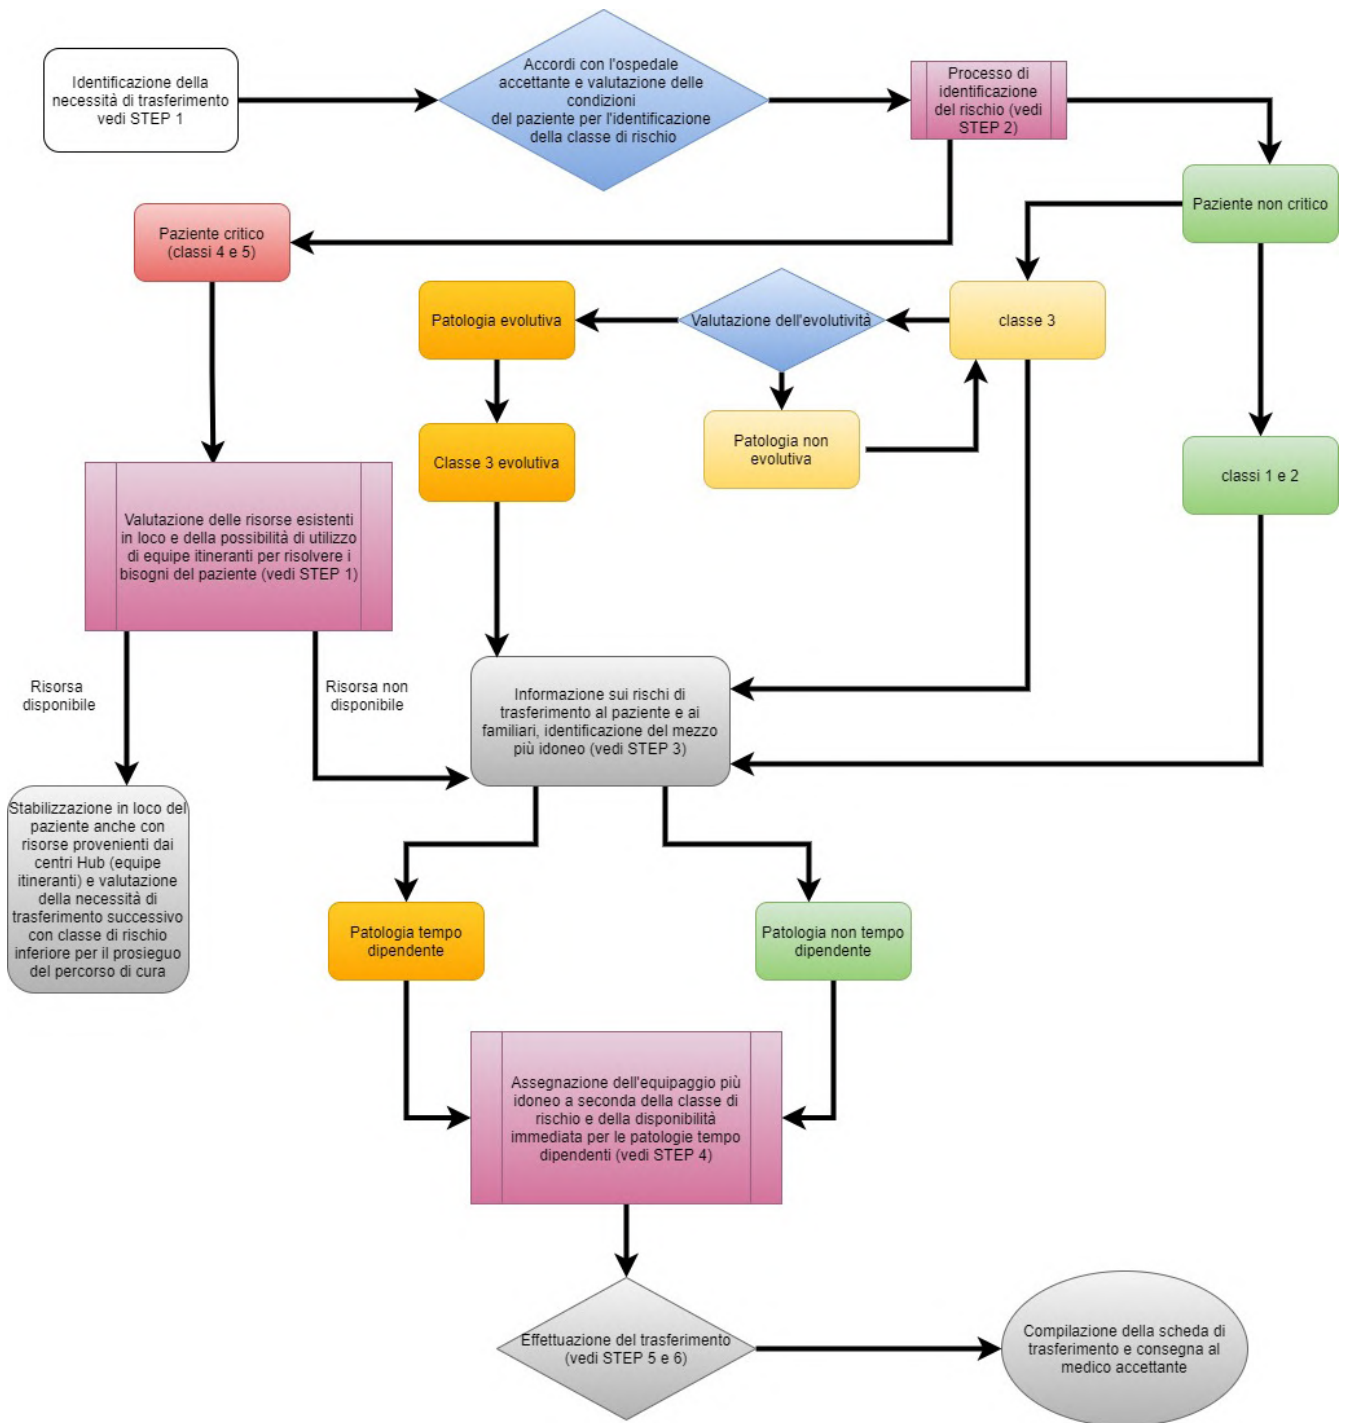 Identificazione della
necessità di trasferimento
vedi STEP 1
Accordi con l'ospedale
accettante e valutazione delle
condizioni
del paziente per l'identificazione
della classe di rischio
Processo di
identificazione
del rischio (vedi
STEP 2)
Paziente non critico
Paziente critico
(classi 4 e 5)
Patologia evolutiva
Valutazione dell'evolutività
classe 3
Classe 3 evolutiva
Patologia non
evolutiva
classi 1 e 2
Valutazione delle risorse esistenti
in loco e della possibilità di utilizzo
di equipe itineranti per risolvere i
bisogni del paziente (vedi STEP 1)
Risorsa
disponibile
Risorsa non
disponibile
Informazione sui rischi di
trasferimento al paziente e ai
familiari, identificazione del mezzo
più idoneo (vedi STEP 3)
Stabilizzazione in loco del
paziente anche con
risorse provenienti dai
centri Hub (equipe
itineranti) e valutazione
della necessità di
trasferimento successivo
con classe di rischio
inferiore per il prosieguo
del percorso di cura
Patologia tempo
dipendente
Patologia non tempo
dipendente
Assegnazione dell'equipaggio più
idoneo a seconda della classe di
rischio e della disponibilità
immediata per le patologie tempo
dipendenti (vedi STEP 4)
Effettuazione del trasferimento
(vedi STEP 5 e 6)
Compilazione della scheda di
trasferimento e consegna al
medico accettante